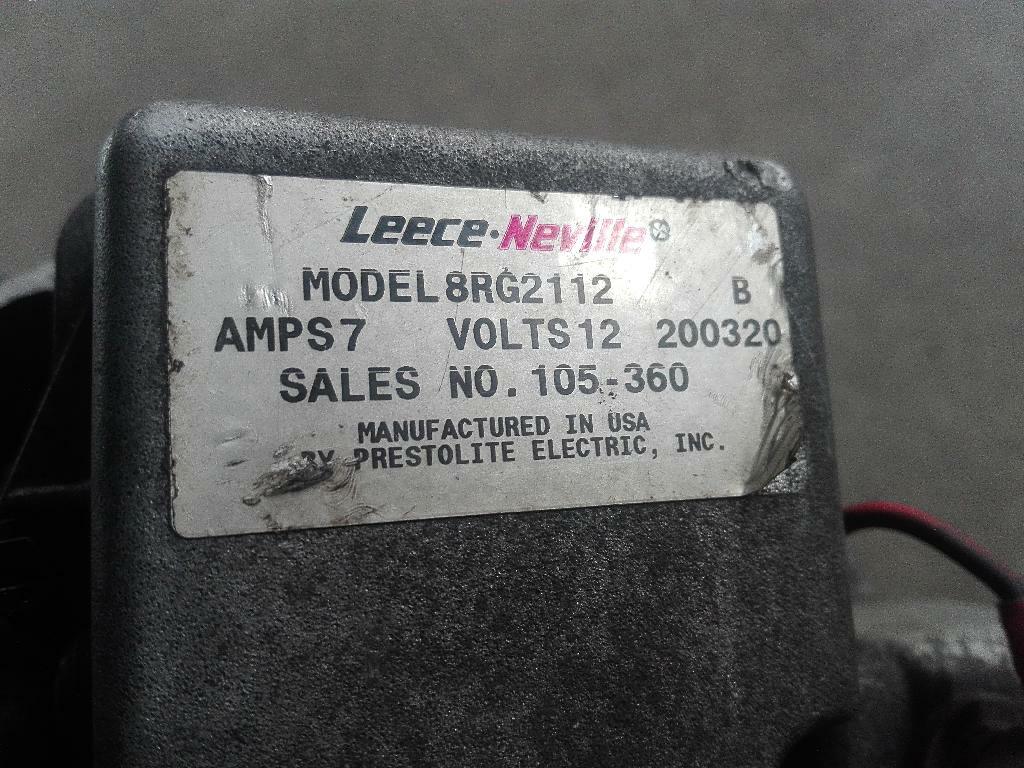 Leece-Neville®
MODEL 8RG2112 B
AMPS 7 VOLTS 12 200320
SALES NO. 105-360
MANUFACTURED IN USA
BY PRESTOLITE ELECTRIC, INC.